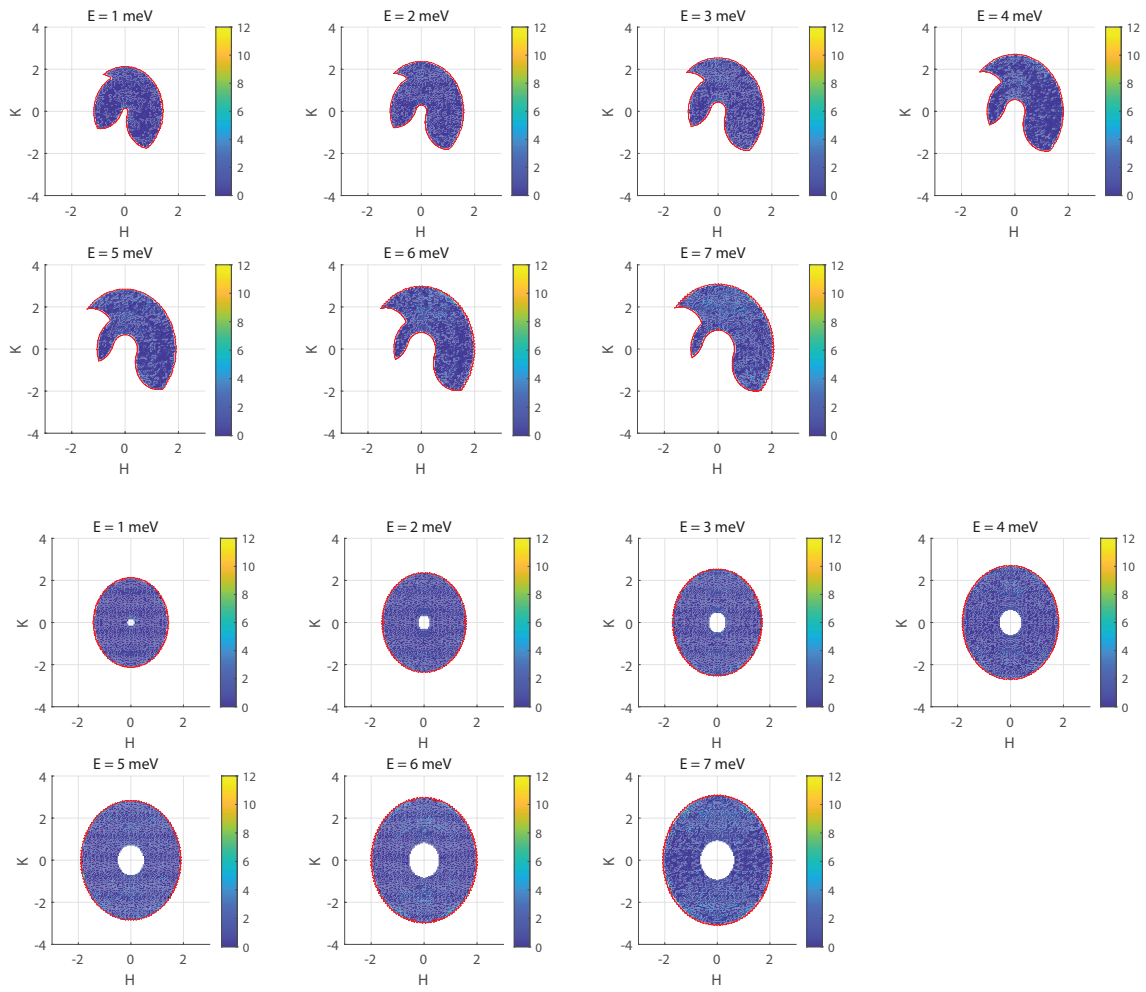 E = 1 meV E = 2 meV E = 3 meV E = 4 meV
4 12 4 12 4 12 4 12
10 10 10 10
2 2 2 2
8 8 8 8
K 0 6 K 0 6 K 0 6 K 0 6
4 4 4 4
-2 -2 -2 -2
2 2 2 2
-4 0 -4 0 -4 0 -4 0
-2 0 2 -2 0 2 -2 0 2 -2 0 2
H H H H
E = 5 meV E = 6 meV E = 7 meV
4 12 4 12 4 12
10 10 10
2 2 2
8 8 8
K 0 6 K 0 6 K 0 6
4 4 4
-2 -2 -2
2 2 2
-4 0 -4 0 -4 0
-2 0 2 -2 0 2 -2 0 2
H H H
E = 1 meV E = 2 meV E = 3 meV E = 4 meV
4 12 4 12 4 12 4 12
10 10 10 10
2 2 2 2
8 8 8 8
K 0 6 K 0 6 K 0 6 K 0 6
4 4 4 4
-2 -2 -2 -2
2 2 2 2
-4 0 -4 0 -4 0 -4 0
-2 0 2 -2 0 2 -2 0 2 -2 0 2
H H H H
E = 5 meV E = 6 meV E = 7 meV
4 12 4 12 4 12
10 10 10
2 2 2
8 8 8
K 0 6 K 0 6 K 0 6
4 4 4
-2 -2 -2
2 2 2
-4 0 -4 0 -4 0
-2 0 2 -2 0 2 -2 0 2
H H H